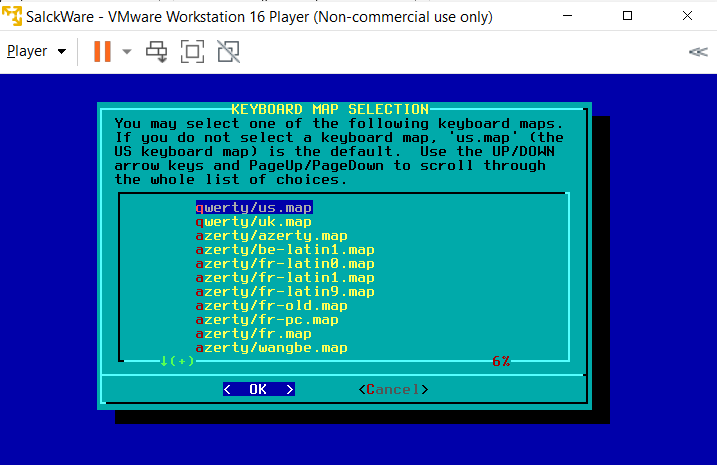 SalckWare - VMware Workstation 16 Player (Non-commercial use only)
Player
KEYBOARD MAP SELECTION
You may select one of the following keyboard maps.
If you do not select a keyboard map, 'us.map' (the
US keyboard map) is the default.  Use the UP/DOWN
arrow keys and PageUp/PageDown to scroll through
the whole list of choices.
qwerty/us.map
qwerty/uk.map
azerty/azerty.map
azerty/be-latin1.map
azerty/fr-latin0.map
azerty/fr-latin1.map
azerty/fr-latin9.map
azerty/fr-old.map
azerty/fr-pc.map
azerty/fr.map
azerty/wangbe.map
↓(+) 6%
<  OK  > <Cancel>